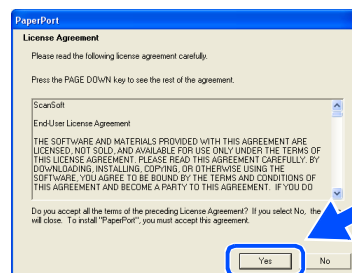 PaperPort
License Agreement
Please read the following license agreement carefully.
Press the PAGE DOWN key to see the rest of the agreement.
ScanSoft
End-User License Agreement
THE SOFTWARE AND MATERIALS PROVIDED WITH THIS AGREEMENT ARE
LICENSED, NOT SOLD, AND AVAILABLE FOR USE ONLY UNDER THE TERMS OF
THIS LICENSE AGREEMENT. PLEASE READ THIS AGREEMENT CAREFULLY. BY
DOWNLOADING, INSTALLING, COPYING, OR OTHERWISE USING THE
SOFTWARE, YOU AGREE TO BE BOUND BY THE TERMS AND CONDITIONS OF
THIS AGREEMENT AND BECOME A PARTY TO THIS AGREEMENT. IF YOU DO
Do you accept all the terms of the preceding License Agreement? If you select No, the
will close. To install "PaperPort", you must accept this agreement.
Yes No